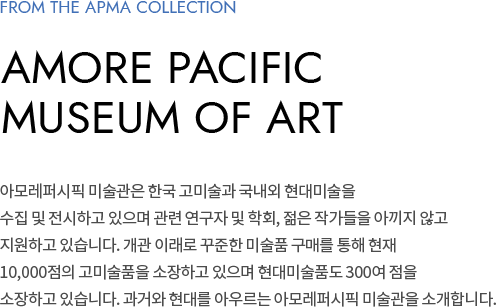 FROM THE APMA COLLECTION
AMORE PACIFIC
MUSEUM OF ART
아모레퍼시픽 미술관은 한국 고미술과 국내외 현대미술을
수집 및 전시하고 있으며 관련 연구자 및 학회, 젊은 작가들을 아끼지 않고
지원하고 있습니다. 개관 이래로 꾸준한 미술품 구매를 통해 현재
10,000점의 고미술품을 소장하고 있으며 현대미술품도 300여 점을
소장하고 있습니다. 과거와 현대를 아우르는 아모레퍼시픽 미술관을 소개합니다.